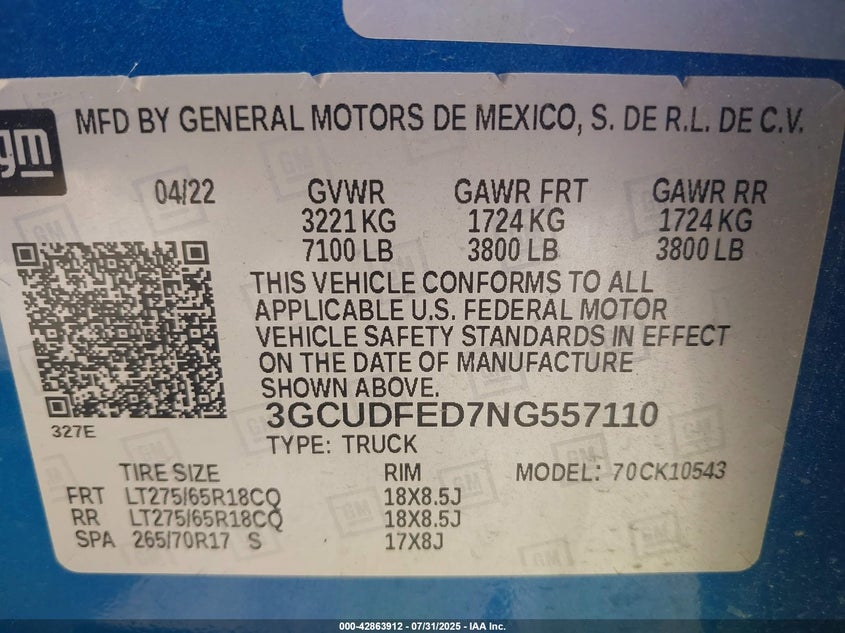 gm
MFD BY GENERAL MOTORS DE MEXICO, S. DE R.L. DE C.V.
04/22 GVWR GAWR FRT GAWR RR
3221 KG 1724 KG 1724 KG
7100 LB 3800 LB 3800 LB
THIS VEHICLE CONFORMS TO ALL
APPLICABLE U.S. FEDERAL MOTOR
VEHICLE SAFETY STANDARDS IN EFFECT
ON THE DATE OF MANUFACTURE
SHOWN ABOVE.
3GCUDFED7NG557110
327E
TYPE: TRUCK
TIRE SIZE RIM MODEL: 70CK10543
FRT LT275/65R18CQ 18X8.5J
RR LT275/65R18CQ 18X8.5J
SPA 265/70R17 S 17X8J
000-42863912 - 07/31/2025 - IAA Inc.